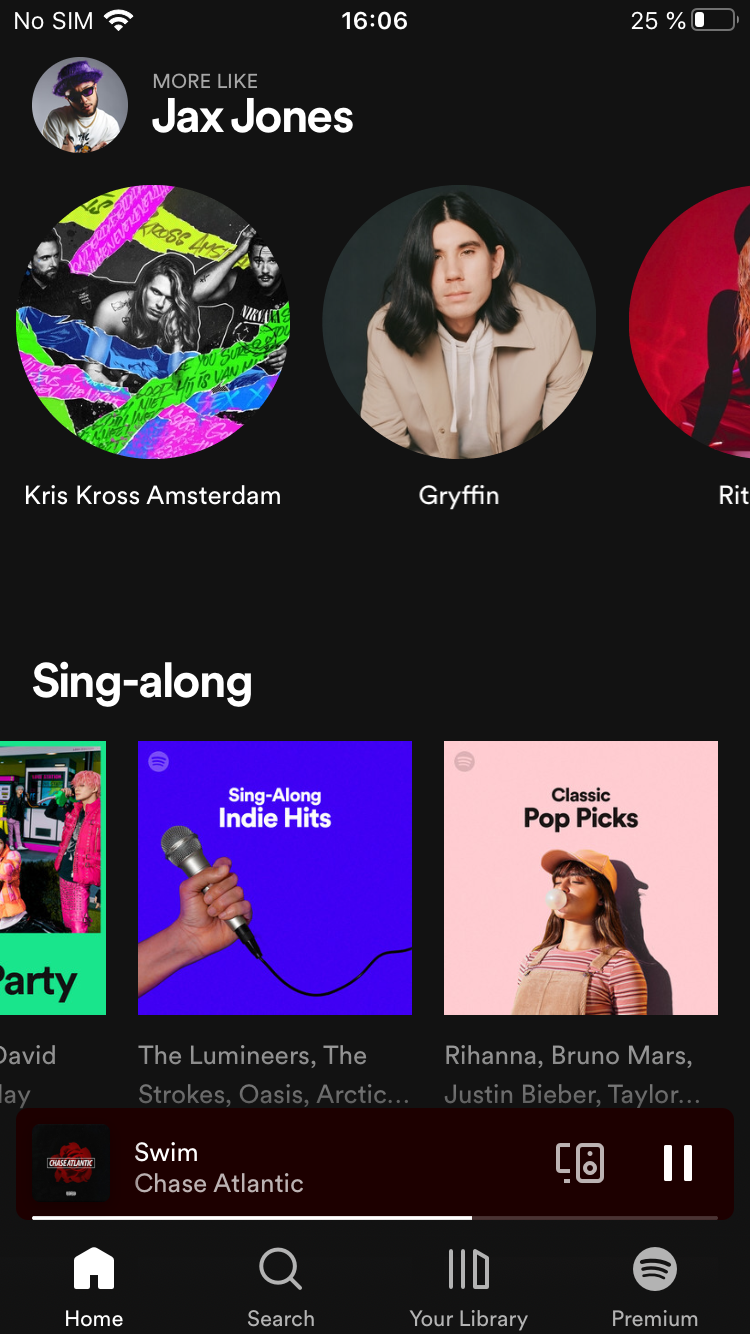 No SIM 16:06 25 %
MORE LIKE
Jax Jones
Kris Kross Amsterdam
Gryffin
Rit
Sing-along
Party
Sing-Along
Indie Hits
Classic
Pop Picks
David
lay
The Lumineers, The
Strokes, Oasis, Arctic...
Rihanna, Bruno Mars,
Justin Bieber, Taylor...
CHASE ATLANTIC
Swim
Chase Atlantic
Home
Search
Your Library
Premium